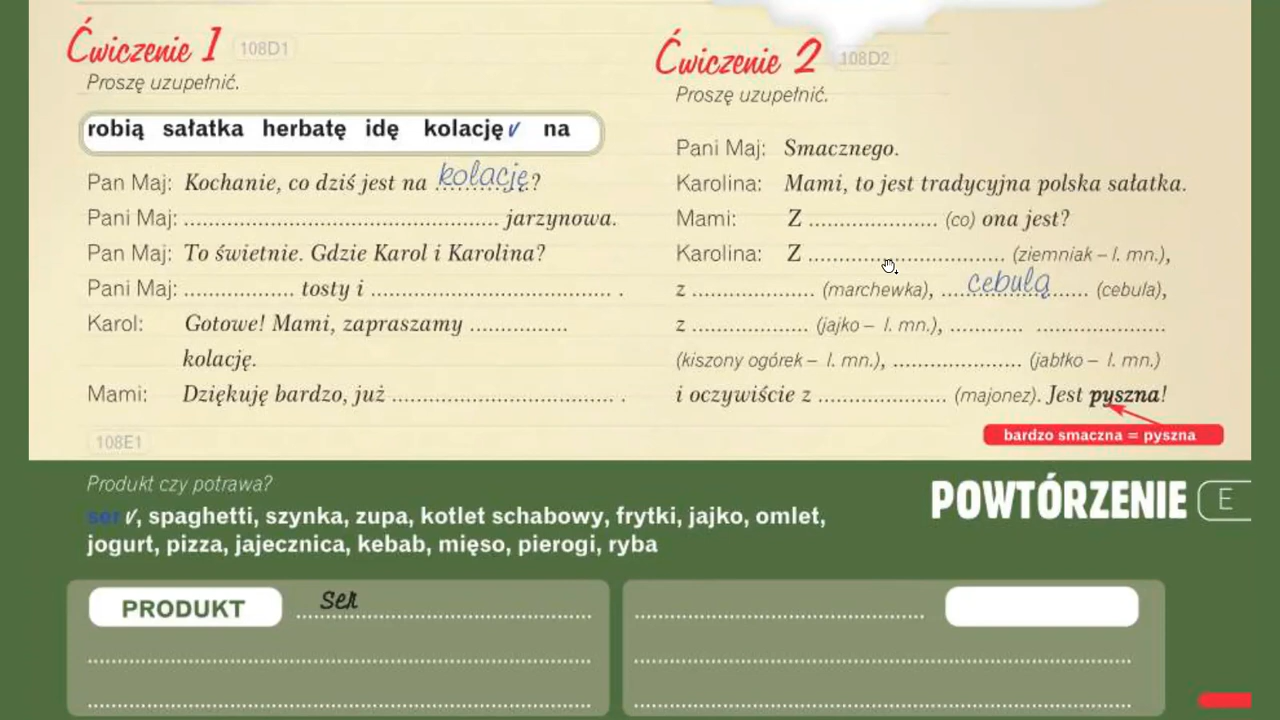 Ćwiczenie 1 108D1
Proszę uzupełnić.
robią sałatka herbatę idę kolację✓ na
Pan Maj: Kochanie, co dziś jest na kolację?
Pani Maj: ........................ jarzynowa.
Pan Maj: To świetnie. Gdzie Karol i Karolina?
Pani Maj: ................ tosty i ........................ .
Karol: Gotowe! Mami, zapraszamy ................
kolację.
Mami: Dziękuję bardzo, już ........................ .
Ćwiczenie 2 108D2
Proszę uzupełnić.
Pani Maj: Smacznego.
Karolina: Mami, to jest tradycyjna polska sałatka.
Mami: Z .................... (co) ona jest?
Karolina: Z ........................ (ziemniak – l. mn.),
z .................... (marchewka), cebulą (cebula),
z .................... (jajko – l. mn.), ............ ....................
(kiszony ogórek – l. mn.), .................... (jabłko – l. mn.)
i oczywiście z .................... (majonez). Jest pyszna!
bardzo smaczna = pyszna
108E1
Produkt czy potrawa?
ser ✓, spaghetti, szynka, zupa, kotlet schabowy, frytki, jajko, omlet,
jogurt, pizza, jajecznica, kebab, mięso, pierogi, ryba
POWTÓRZENIE E
PRODUKT ser